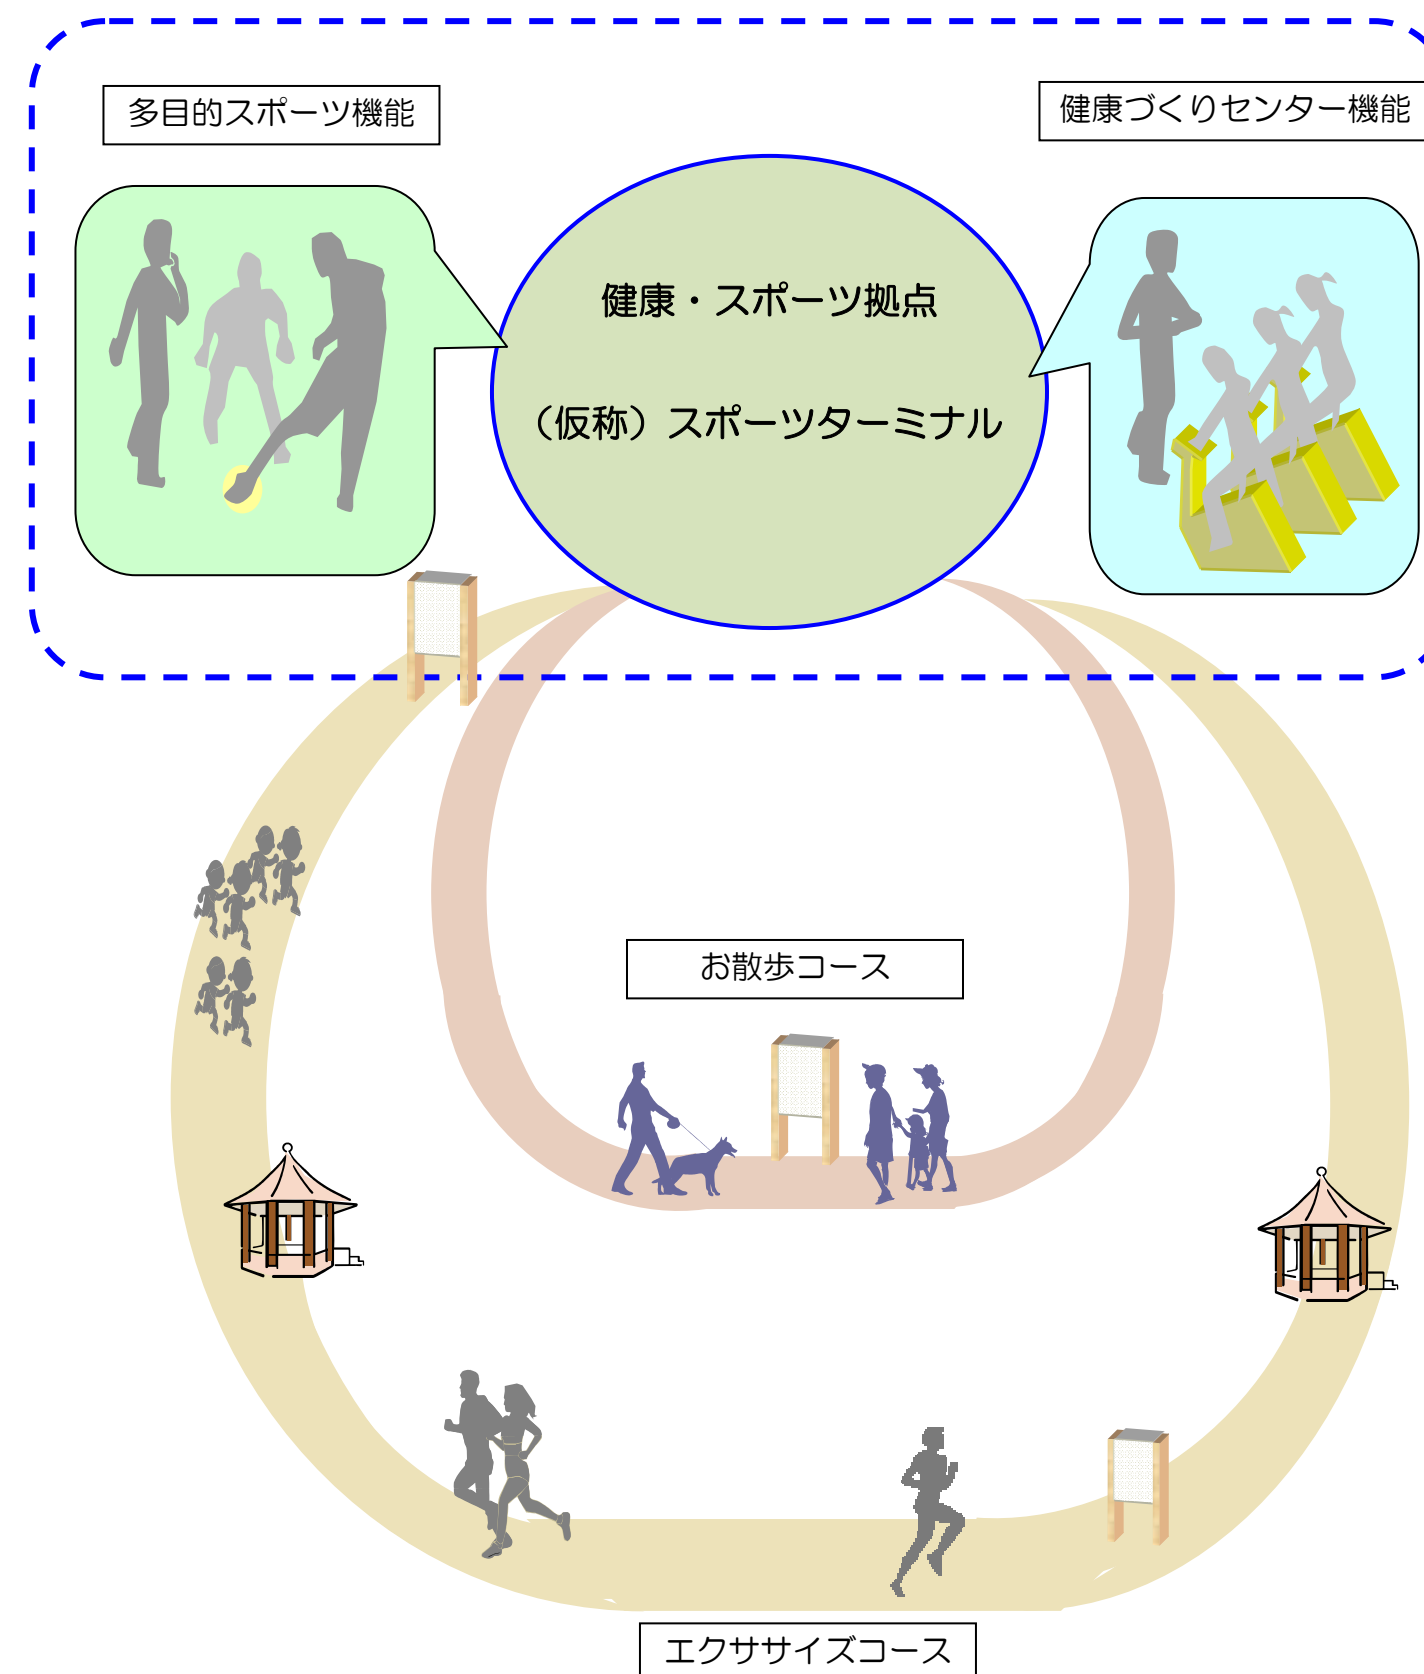 多目的スポーツ機能
健康づくりセンター機能
健康・スポーツ拠点
（仮称）スポーツターミナル
お散歩コース
エクササイズコース